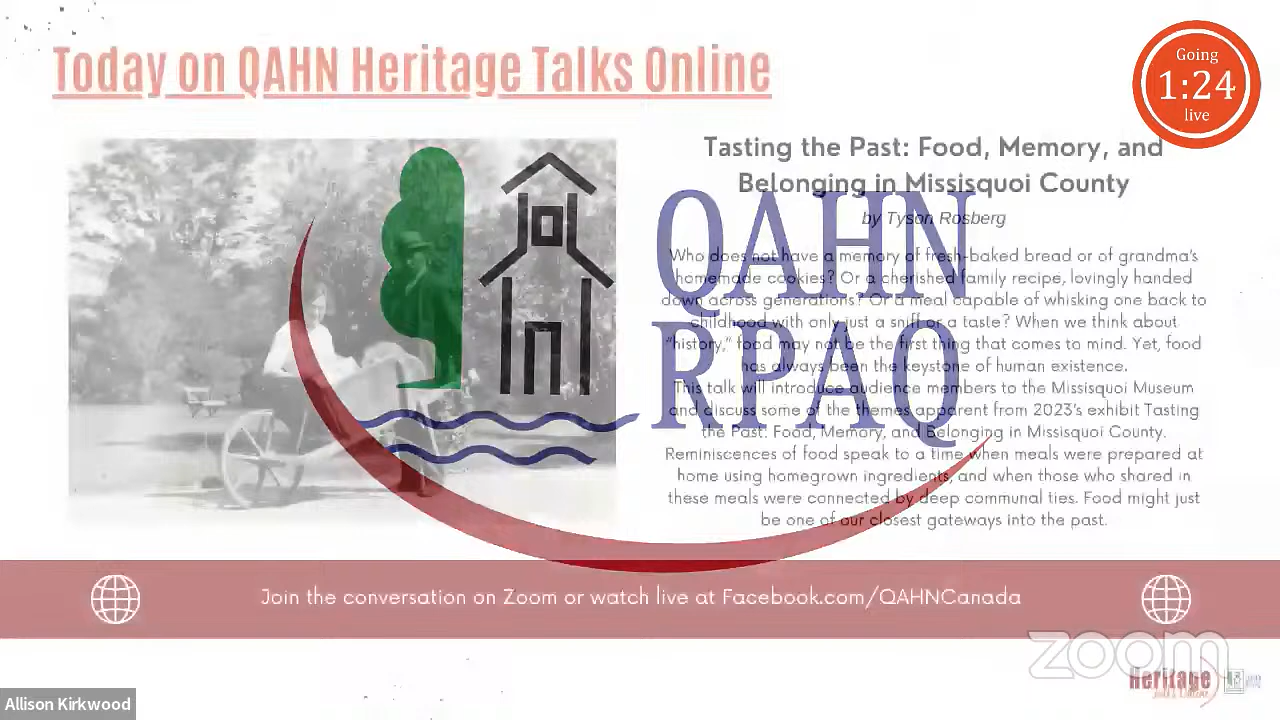 Today on QAHN Heritage Talks Online
Going
1:24
live
Tasting the Past: Food, Memory, and
Belonging in Missisquoi County
by Tyson Rosberg
Who does not have a memory of fresh-baked bread or of grandma's
homemade cookies? Or a cherished family recipe, lovingly handed
down across generations? Or a meal capable of whisking one back to
childhood with only just a sniff or a taste? When we think about
"history," food may not be the first thing that comes to mind. Yet, food
has always been the keystone of human existence.
This talk will introduce audience members to the Missisquoi Museum
and discuss some of the themes apparent from 2023's exhibit Tasting
the Past: Food, Memory, and Belonging in Missisquoi County.
Reminiscences of food speak to a time when meals were prepared at
home using homegrown ingredients, and when those who shared in
these meals were connected by deep communal ties. Food might just
be one of our closest gateways into the past.
QAHN
RPAQ
Join the conversation on Zoom or watch live at Facebook.com/QAHNCanada
zoom
Heritage
Allison Kirkwood